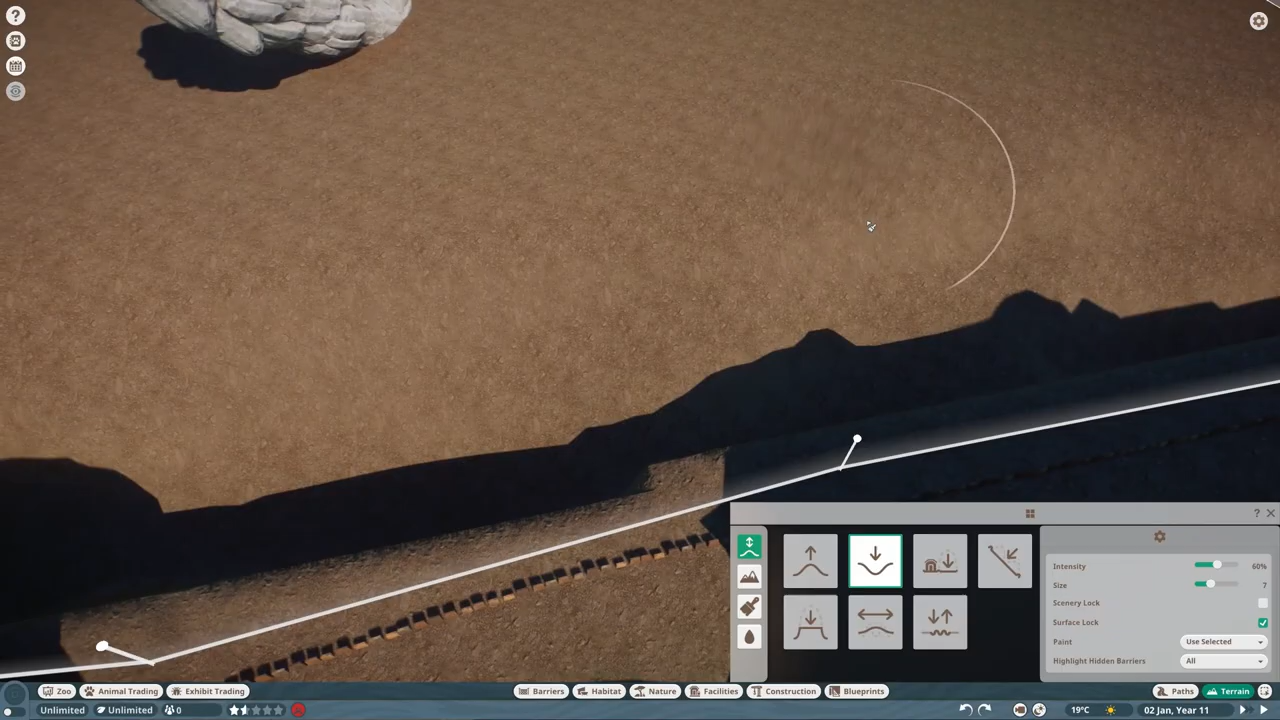 ?
? ×
Intensity 60%
Size 7
Scenery Lock
Surface Lock
Paint Use Selected
Highlight Hidden Barriers All
Zoo Animal Trading Exhibit Trading Barriers Habitat Nature Facilities Construction Blueprints Paths Terrain
Unlimited Unlimited 0 19°C 02 Jan, Year 11